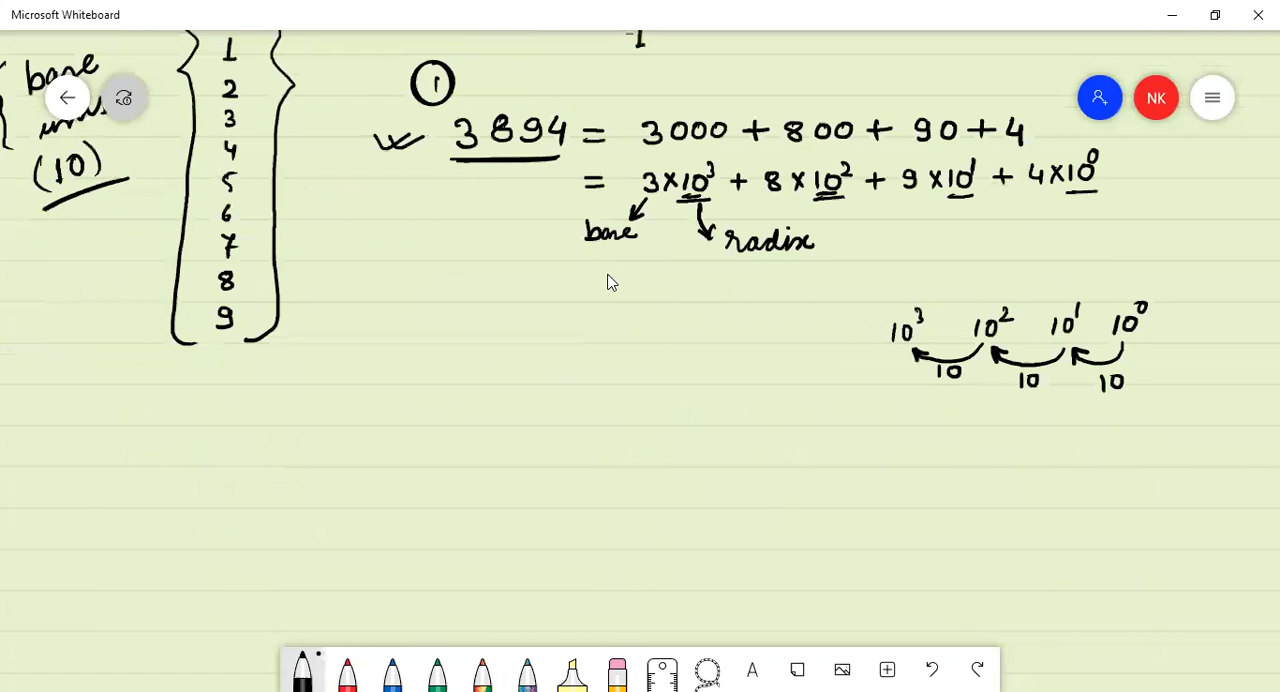 Microsoft Whiteboard
1
2
3
4
5
6
7
8
9
base
(10)
-1
①
NK
3894 = 3000 + 800 + 90 + 4
= 3×10³ + 8×10² + 9×10¹ + 4×10⁰
base
radix
10³ 10² 10¹ 10⁰
10 10 10
A